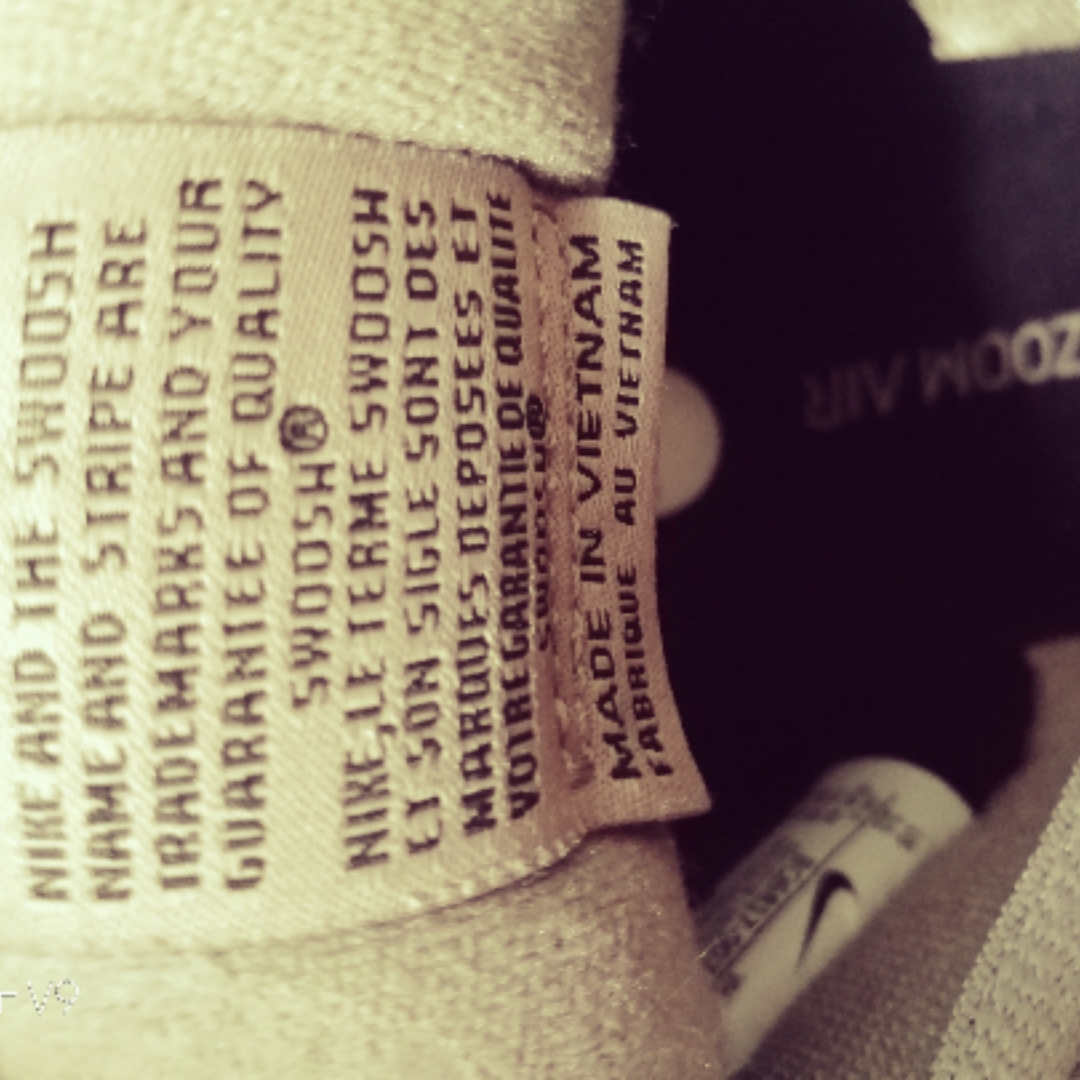 NIKE AND THE SWOOSH
NAME AND STRIPE ARE
TRADEMARKS AND YOUR
GUARANTEE OF QUALITY
SWOOSH®
NIKE, LE TERME SWOOSH
ET SON SIGLE SONT DES
MARQUES DEPOSEES ET
VOTRE GARANTIE DE QUALITE
SWOOSH®
MADE IN VIETNAM
FABRIQUE AU VIETNAM
ZOOM AIR
V9